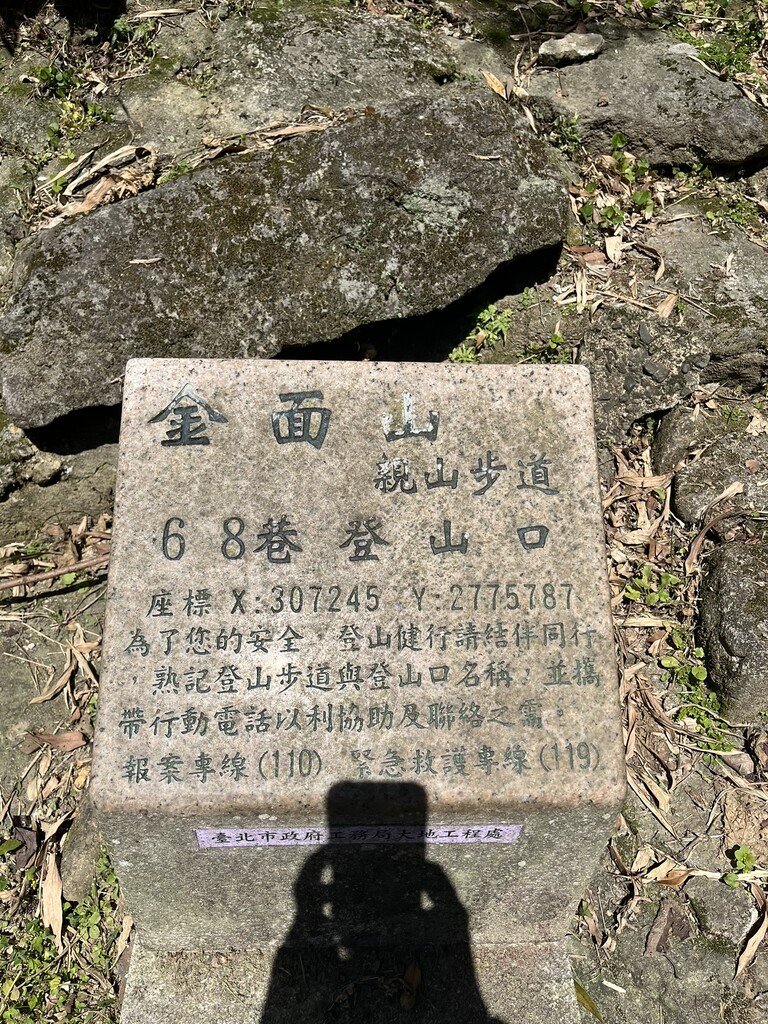 金面山
親山步道
68巷登山口
座標 X:307245 Y:2775787
為了您的安全，登山健行請結伴同行
，熟記登山步道與登山口名稱，並攜
帶行動電話以利協助及聯絡之需。
報案專線(110) 緊急救護專線(119)
臺北市政府工務局大地工程處